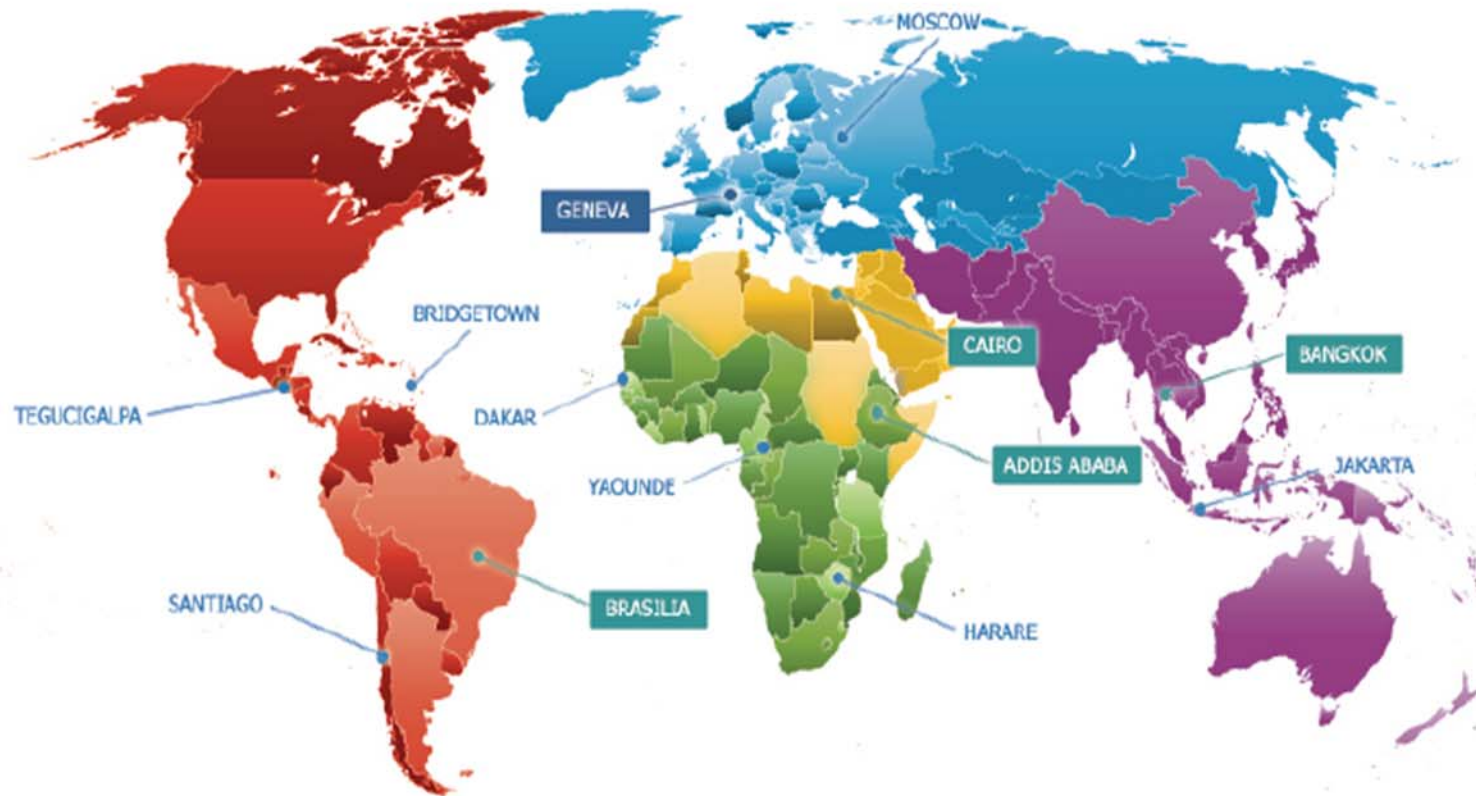 MOSCOW
GENEVA
BRIDGETOWN
CAIRO
BANGKOK
TEGUCIGALPA
DAKAR
ADDIS ABABA
JAKARTA
YAOUNDE
SANTIAGO
BRASILIA
HARARE